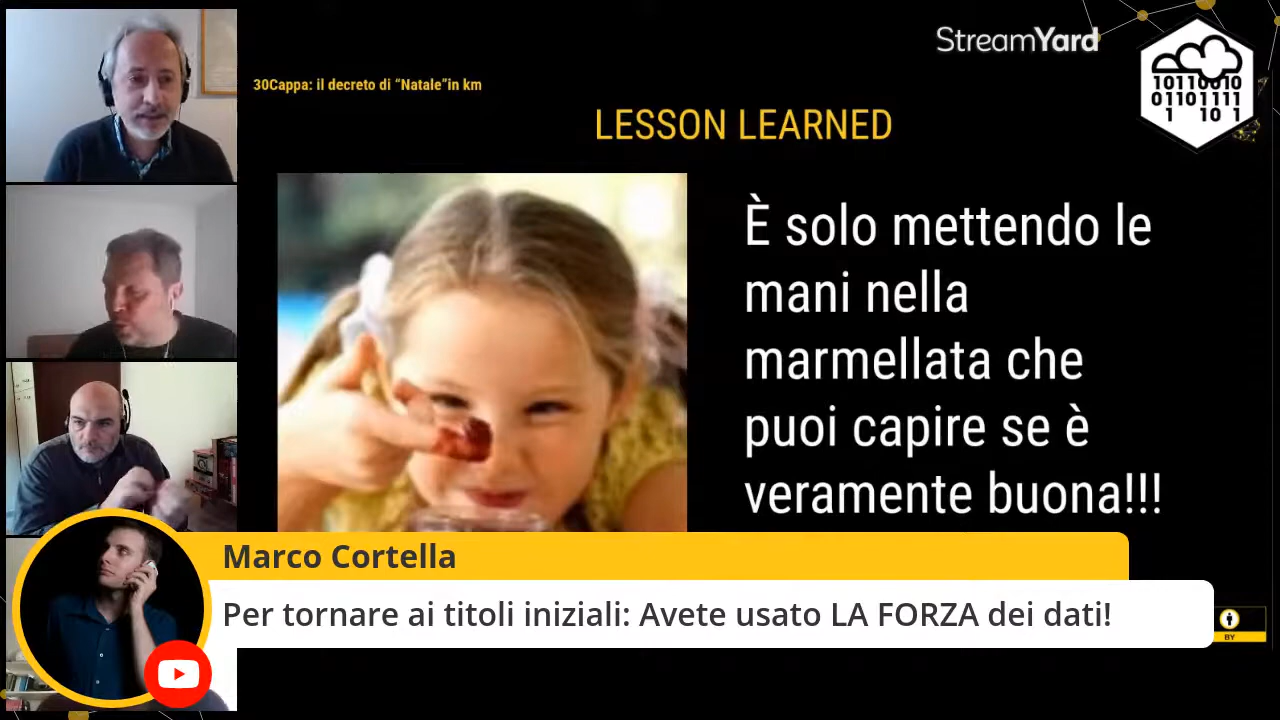 StreamYard
30Cappa: il decreto di “Natale”in km
LESSON LEARNED
10110010
01101111
1 10 1
È solo mettendo le
mani nella
marmellata che
puoi capire se è
veramente buona!!!
Marco Cortella
Per tornare ai titoli iniziali: Avete usato LA FORZA dei dati!
BY